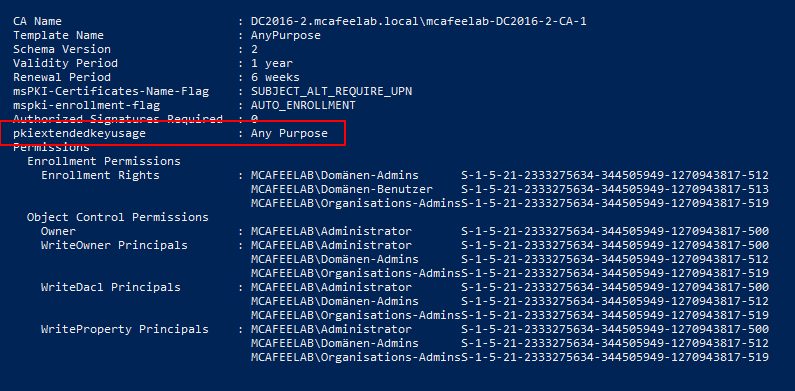 CA Name : DC2016-2.mcafeelab.local\mcafeelab-DC2016-2-CA-1
Template Name : AnyPurpose
Schema Version : 2
Validity Period : 1 year
Renewal Period : 6 weeks
msPKI-Certificates-Name-Flag : SUBJECT_ALT_REQUIRE_UPN
mspki-enrollment-flag : AUTO_ENROLLMENT
Authorized Signatures Required : 0
pkiextendedkeyusage : Any Purpose
Permissions
Enrollment Permissions
Enrollment Rights : MCAFEELAB\Domänen-Admins S-1-5-21-2333275634-344505949-1270943817-512
MCAFEELAB\Domänen-Benutzer S-1-5-21-2333275634-344505949-1270943817-513
MCAFEELAB\Organisations-AdminsS-1-5-21-2333275634-344505949-1270943817-519
Object Control Permissions
Owner : MCAFEELAB\Administrator S-1-5-21-2333275634-344505949-1270943817-500
WriteOwner Principals : MCAFEELAB\Administrator S-1-5-21-2333275634-344505949-1270943817-500
MCAFEELAB\Domänen-Admins S-1-5-21-2333275634-344505949-1270943817-512
MCAFEELAB\Organisations-AdminsS-1-5-21-2333275634-344505949-1270943817-519
WriteDacl Principals : MCAFEELAB\Administrator S-1-5-21-2333275634-344505949-1270943817-500
MCAFEELAB\Domänen-Admins S-1-5-21-2333275634-344505949-1270943817-512
MCAFEELAB\Organisations-AdminsS-1-5-21-2333275634-344505949-1270943817-519
WriteProperty Principals : MCAFEELAB\Administrator S-1-5-21-2333275634-344505949-1270943817-500
MCAFEELAB\Domänen-Admins S-1-5-21-2333275634-344505949-1270943817-512
MCAFEELAB\Organisations-AdminsS-1-5-21-2333275634-344505949-1270943817-519